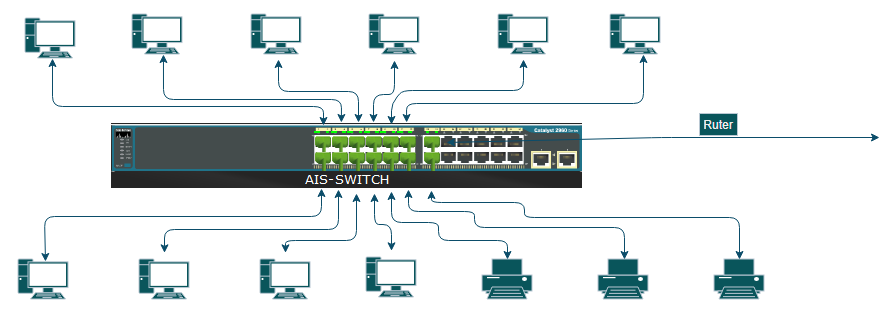 Catalyst 2960 Series
Ruter
AIS-SWITCH